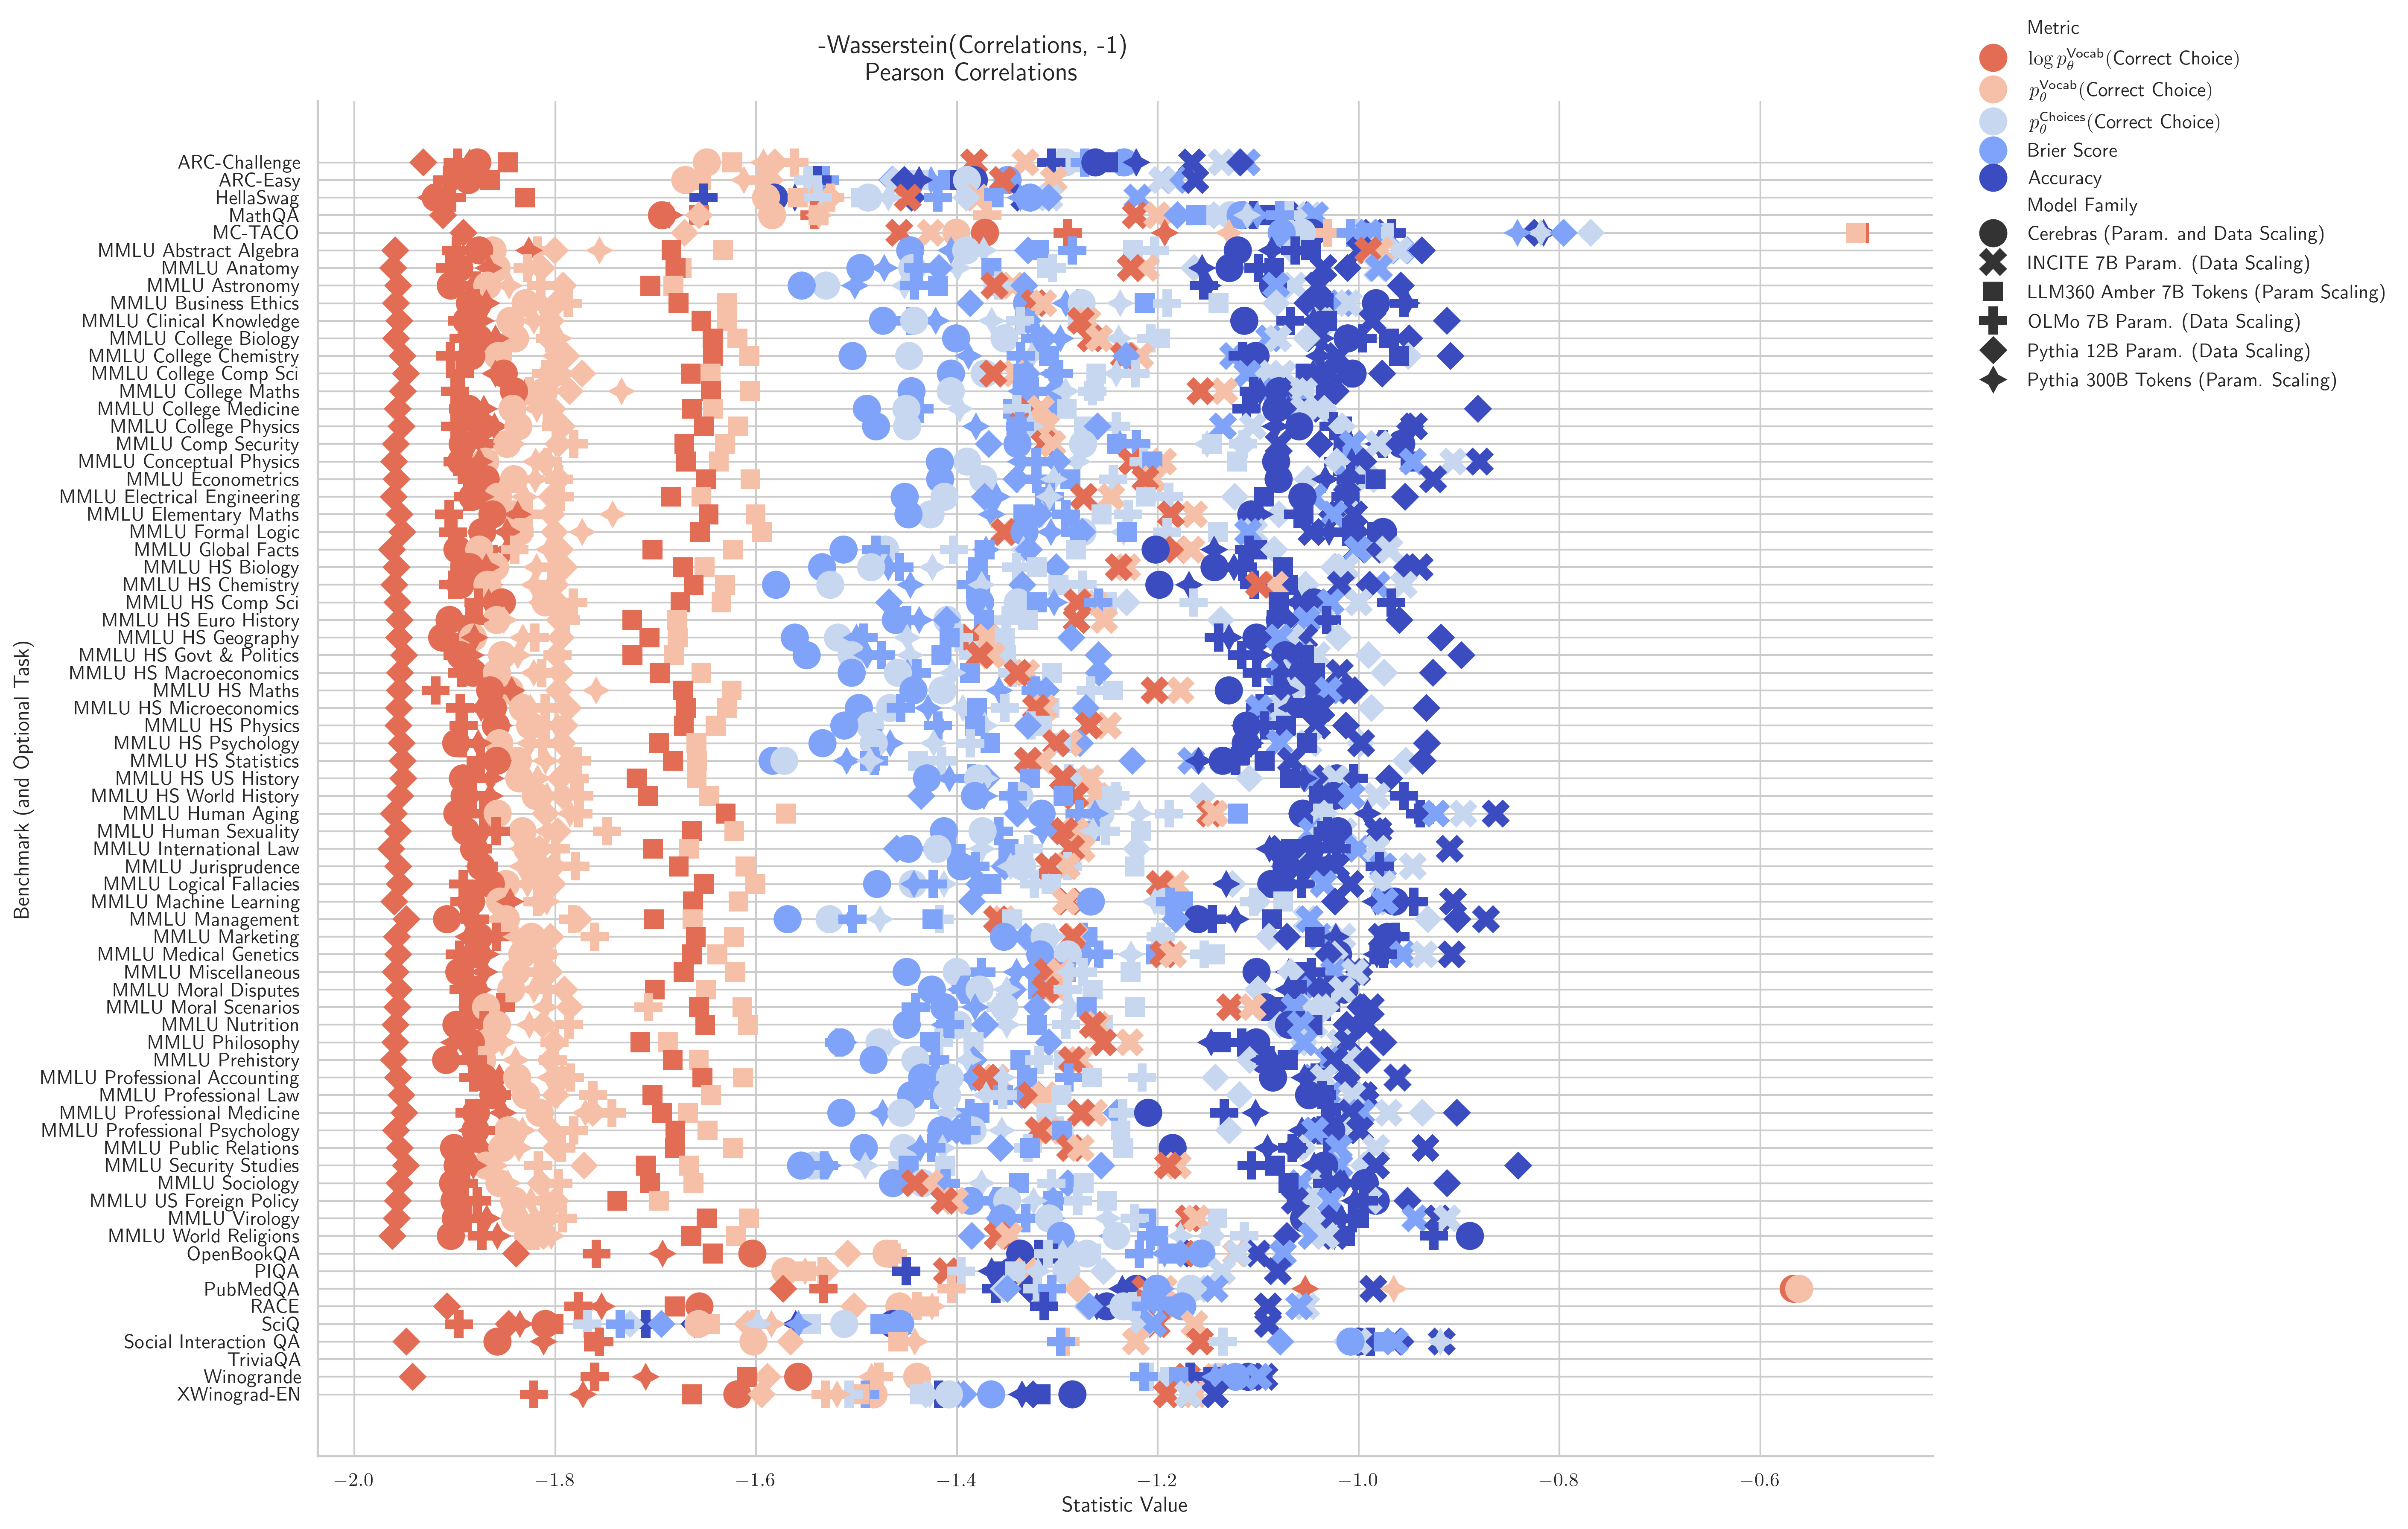 -Wasserstein(Correlations, -1)
Pearson Correlations
Metric
log p_θ^Vocab(Correct Choice)
p_θ^Vocab(Correct Choice)
p_θ^Choices(Correct Choice)
Brier Score
Accuracy
Model Family
Cerebras (Param. and Data Scaling)
INCITE 7B Param. (Data Scaling)
LLM360 Amber 7B Tokens (Param Scaling)
OLMo 7B Param. (Data Scaling)
Pythia 12B Param. (Data Scaling)
Pythia 300B Tokens (Param. Scaling)
Benchmark (and Optional Task)
ARC-Challenge
ARC-Easy
HellaSwag
MathQA
MC-TACO
MMLU Abstract Algebra
MMLU Anatomy
MMLU Astronomy
MMLU Business Ethics
MMLU Clinical Knowledge
MMLU College Biology
MMLU College Chemistry
MMLU College Comp Sci
MMLU College Maths
MMLU College Medicine
MMLU College Physics
MMLU Comp Security
MMLU Conceptual Physics
MMLU Econometrics
MMLU Electrical Engineering
MMLU Elementary Maths
MMLU Formal Logic
MMLU Global Facts
MMLU HS Biology
MMLU HS Chemistry
MMLU HS Comp Sci
MMLU HS Euro History
MMLU HS Geography
MMLU HS Govt & Politics
MMLU HS Macroeconomics
MMLU HS Maths
MMLU HS Microeconomics
MMLU HS Physics
MMLU HS Psychology
MMLU HS Statistics
MMLU HS US History
MMLU HS World History
MMLU Human Aging
MMLU Human Sexuality
MMLU International Law
MMLU Jurisprudence
MMLU Logical Fallacies
MMLU Machine Learning
MMLU Management
MMLU Marketing
MMLU Medical Genetics
MMLU Miscellaneous
MMLU Moral Disputes
MMLU Moral Scenarios
MMLU Nutrition
MMLU Philosophy
MMLU Prehistory
MMLU Professional Accounting
MMLU Professional Law
MMLU Professional Medicine
MMLU Professional Psychology
MMLU Public Relations
MMLU Security Studies
MMLU Sociology
MMLU US Foreign Policy
MMLU Virology
MMLU World Religions
OpenBookQA
PIQA
PubMedQA
RACE
SciQ
Social Interaction QA
TriviaQA
Winogrande
XWinograd-EN
−2.0 −1.8 −1.6 −1.4 −1.2 −1.0 −0.8 −0.6
Statistic Value